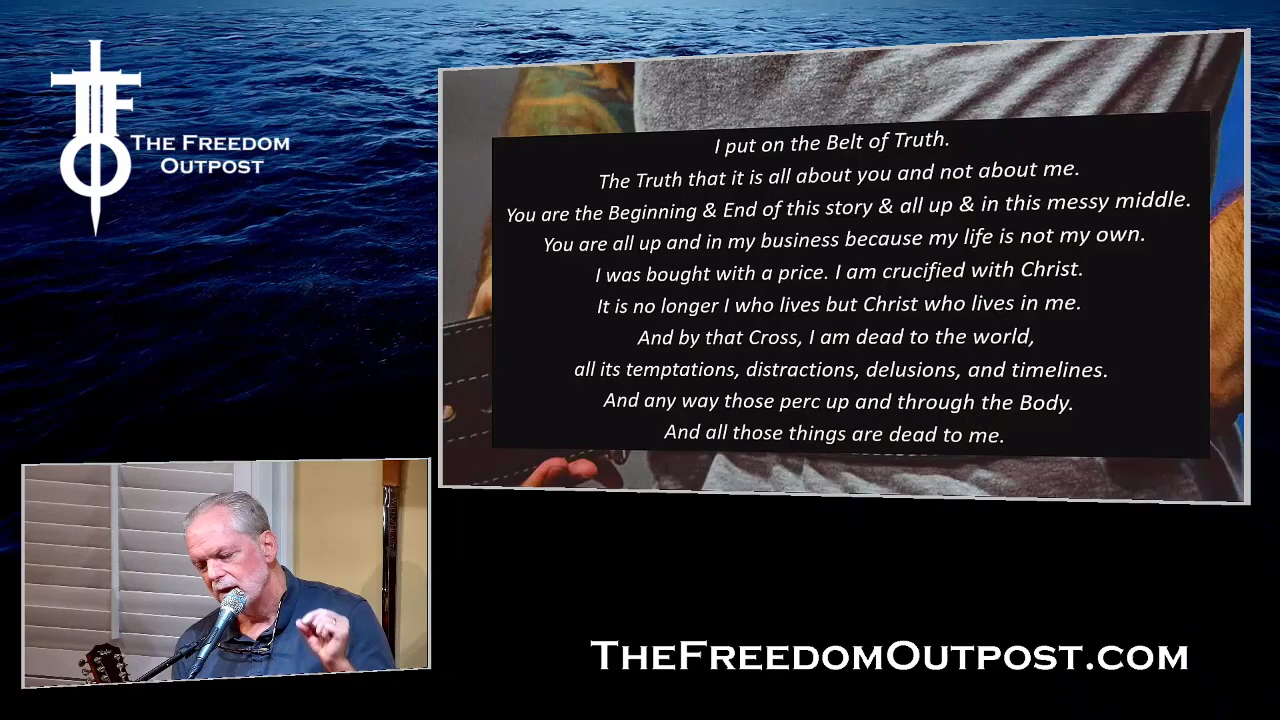 THE FREEDOM
OUTPOST
I put on the Belt of Truth.
The Truth that it is all about you and not about me.
You are the Beginning & End of this story & all up & in this messy middle.
You are all up and in my business because my life is not my own.
I was bought with a price. I am crucified with Christ.
It is no longer I who lives but Christ who lives in me.
And by that Cross, I am dead to the world,
all its temptations, distractions, delusions, and timelines.
And any way those perc up and through the Body.
And all those things are dead to me.
THEFREEDOMOUTPOST.COM